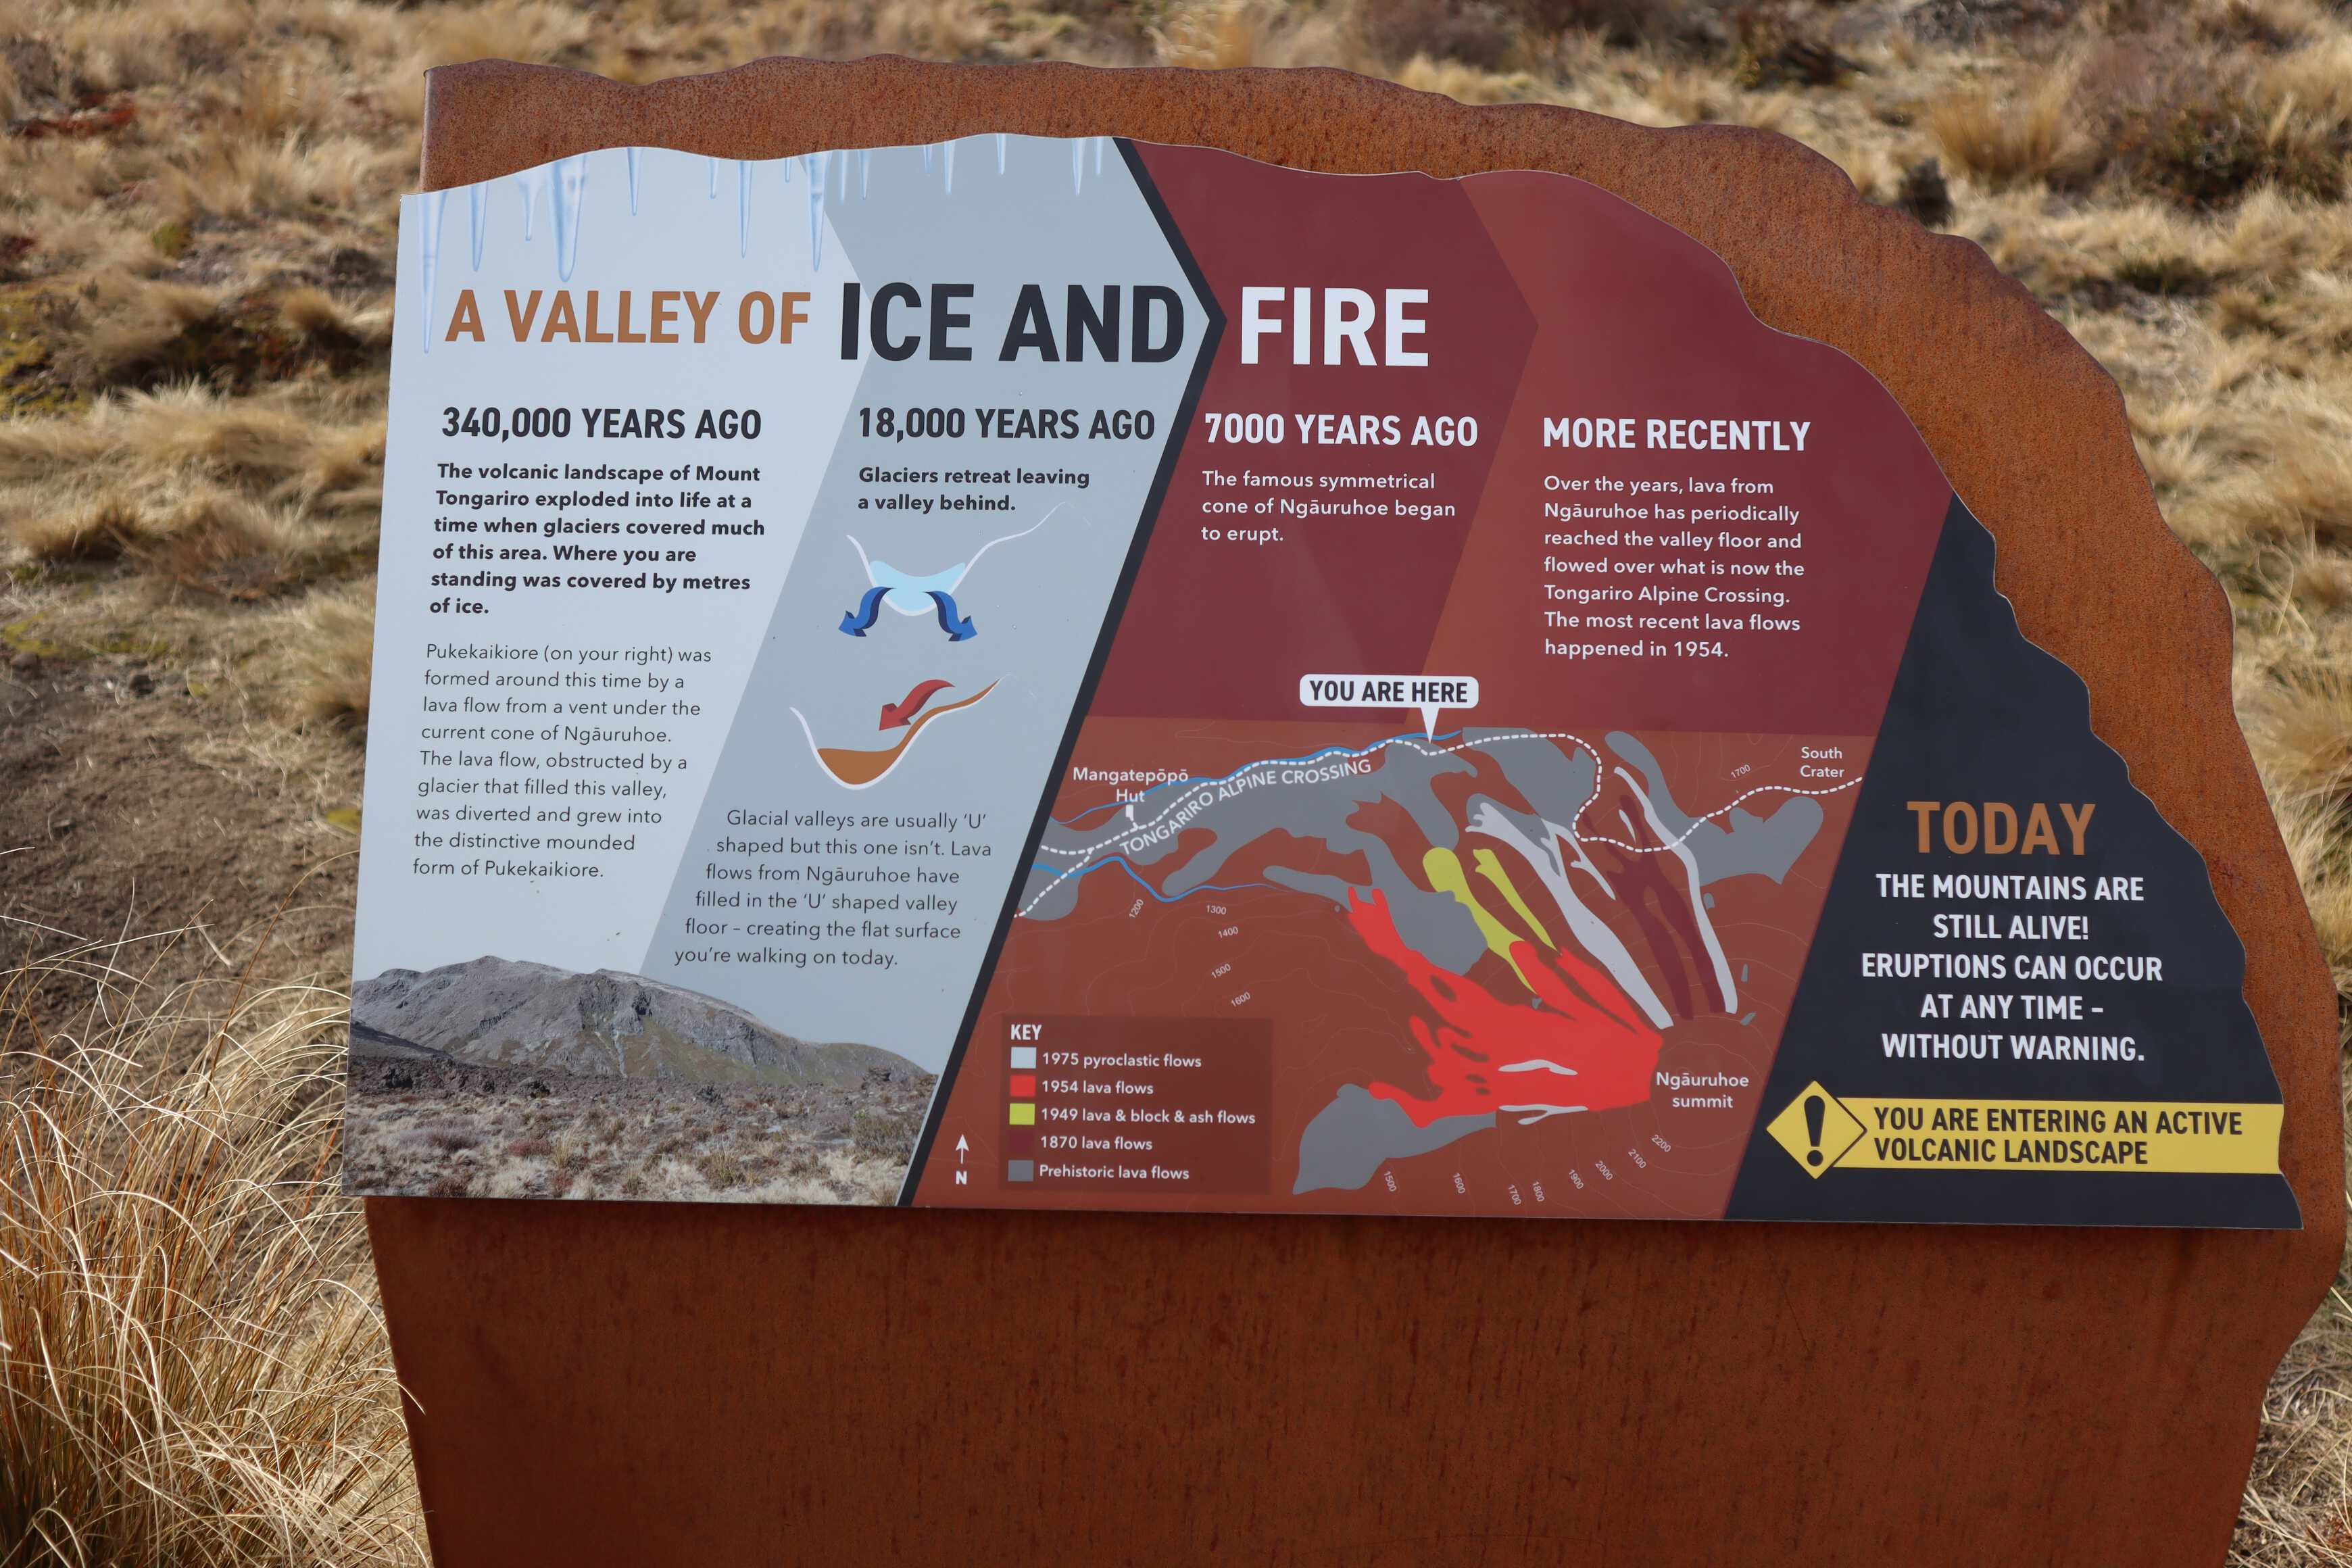 A VALLEY OF ICE AND FIRE
340,000 YEARS AGO
The volcanic landscape of Mount
Tongariro exploded into life at a
time when glaciers covered much
of this area. Where you are
standing was covered by metres
of ice.
Pukekaikiore (on your right) was
formed around this time by a
lava flow from a vent under the
current cone of Ngāuruhoe.
The lava flow, obstructed by a
glacier that filled this valley,
was diverted and grew into
the distinctive mounded
form of Pukekaikiore.
18,000 YEARS AGO
Glaciers retreat leaving
a valley behind.
Glacial valleys are usually ‘U’
shaped but this one isn’t. Lava
flows from Ngāuruhoe have
filled in the ‘U’ shaped valley
floor – creating the flat surface
you’re walking on today.
7000 YEARS AGO
The famous symmetrical
cone of Ngāuruhoe began
to erupt.
MORE RECENTLY
Over the years, lava from
Ngāuruhoe has periodically
reached the valley floor and
flowed over what is now the
Tongariro Alpine Crossing.
The most recent lava flows
happened in 1954.
YOU ARE HERE
Mangatepōpō
Hut
TONGARIRO ALPINE CROSSING
South
Crater
1700
1200
1300
1400
1500
1600
Ngāuruhoe
summit
1500
1600
1700
1800
1900
2000
2100
2200
KEY
1975 pyroclastic flows
1954 lava flows
1949 lava & block & ash flows
1870 lava flows
Prehistoric lava flows
N
TODAY
THE MOUNTAINS ARE
STILL ALIVE!
ERUPTIONS CAN OCCUR
AT ANY TIME –
WITHOUT WARNING.
YOU ARE ENTERING AN ACTIVE
VOLCANIC LANDSCAPE